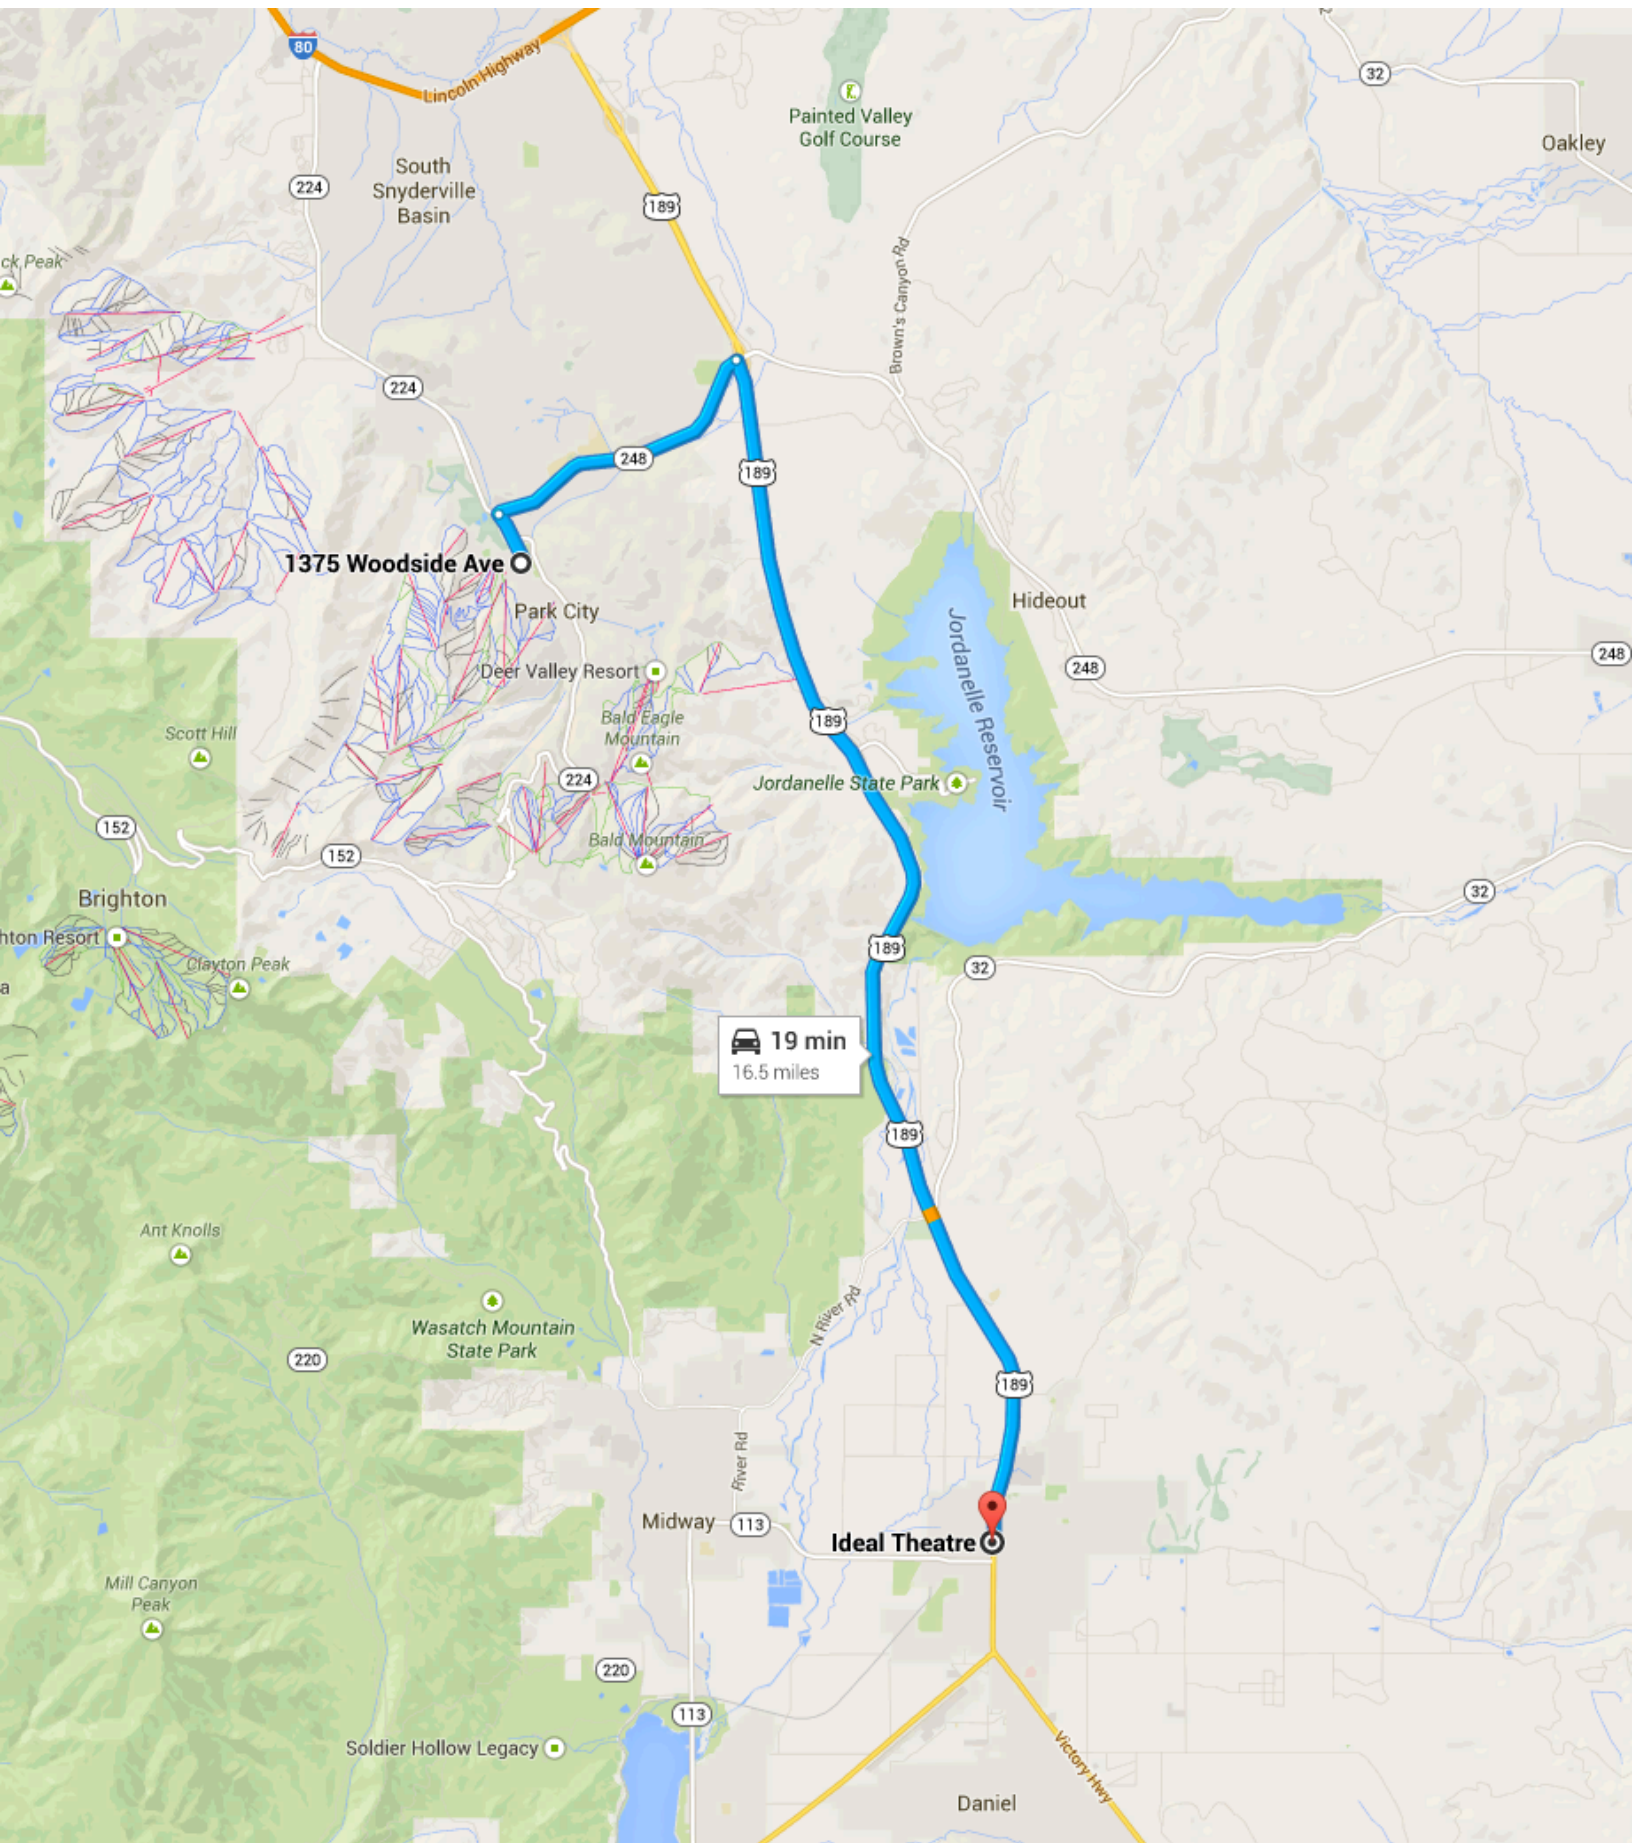 80
Lincoln Highway
32
Painted Valley
Golf Course
Oakley
South
Snyderville
Basin
224
189
ck Peak
Brown's Canyon Rd
224
248
189
1375 Woodside Ave
Hideout
Park City
Jordanelle Reservoir
248
248
Deer Valley Resort
Bald Eagle
Mountain
189
Scott Hill
224
Jordanelle State Park
152
Bald Mountain
152
Brighton
32
hton Resort
189
Clayton Peak
32
a
19 min
16.5 miles
189
Ant Knolls
N River Rd
Wasatch Mountain
State Park
220
189
River Rd
Midway
113
Ideal Theatre
Mill Canyon
Peak
220
113
Soldier Hollow Legacy
Victory Hwy
Daniel